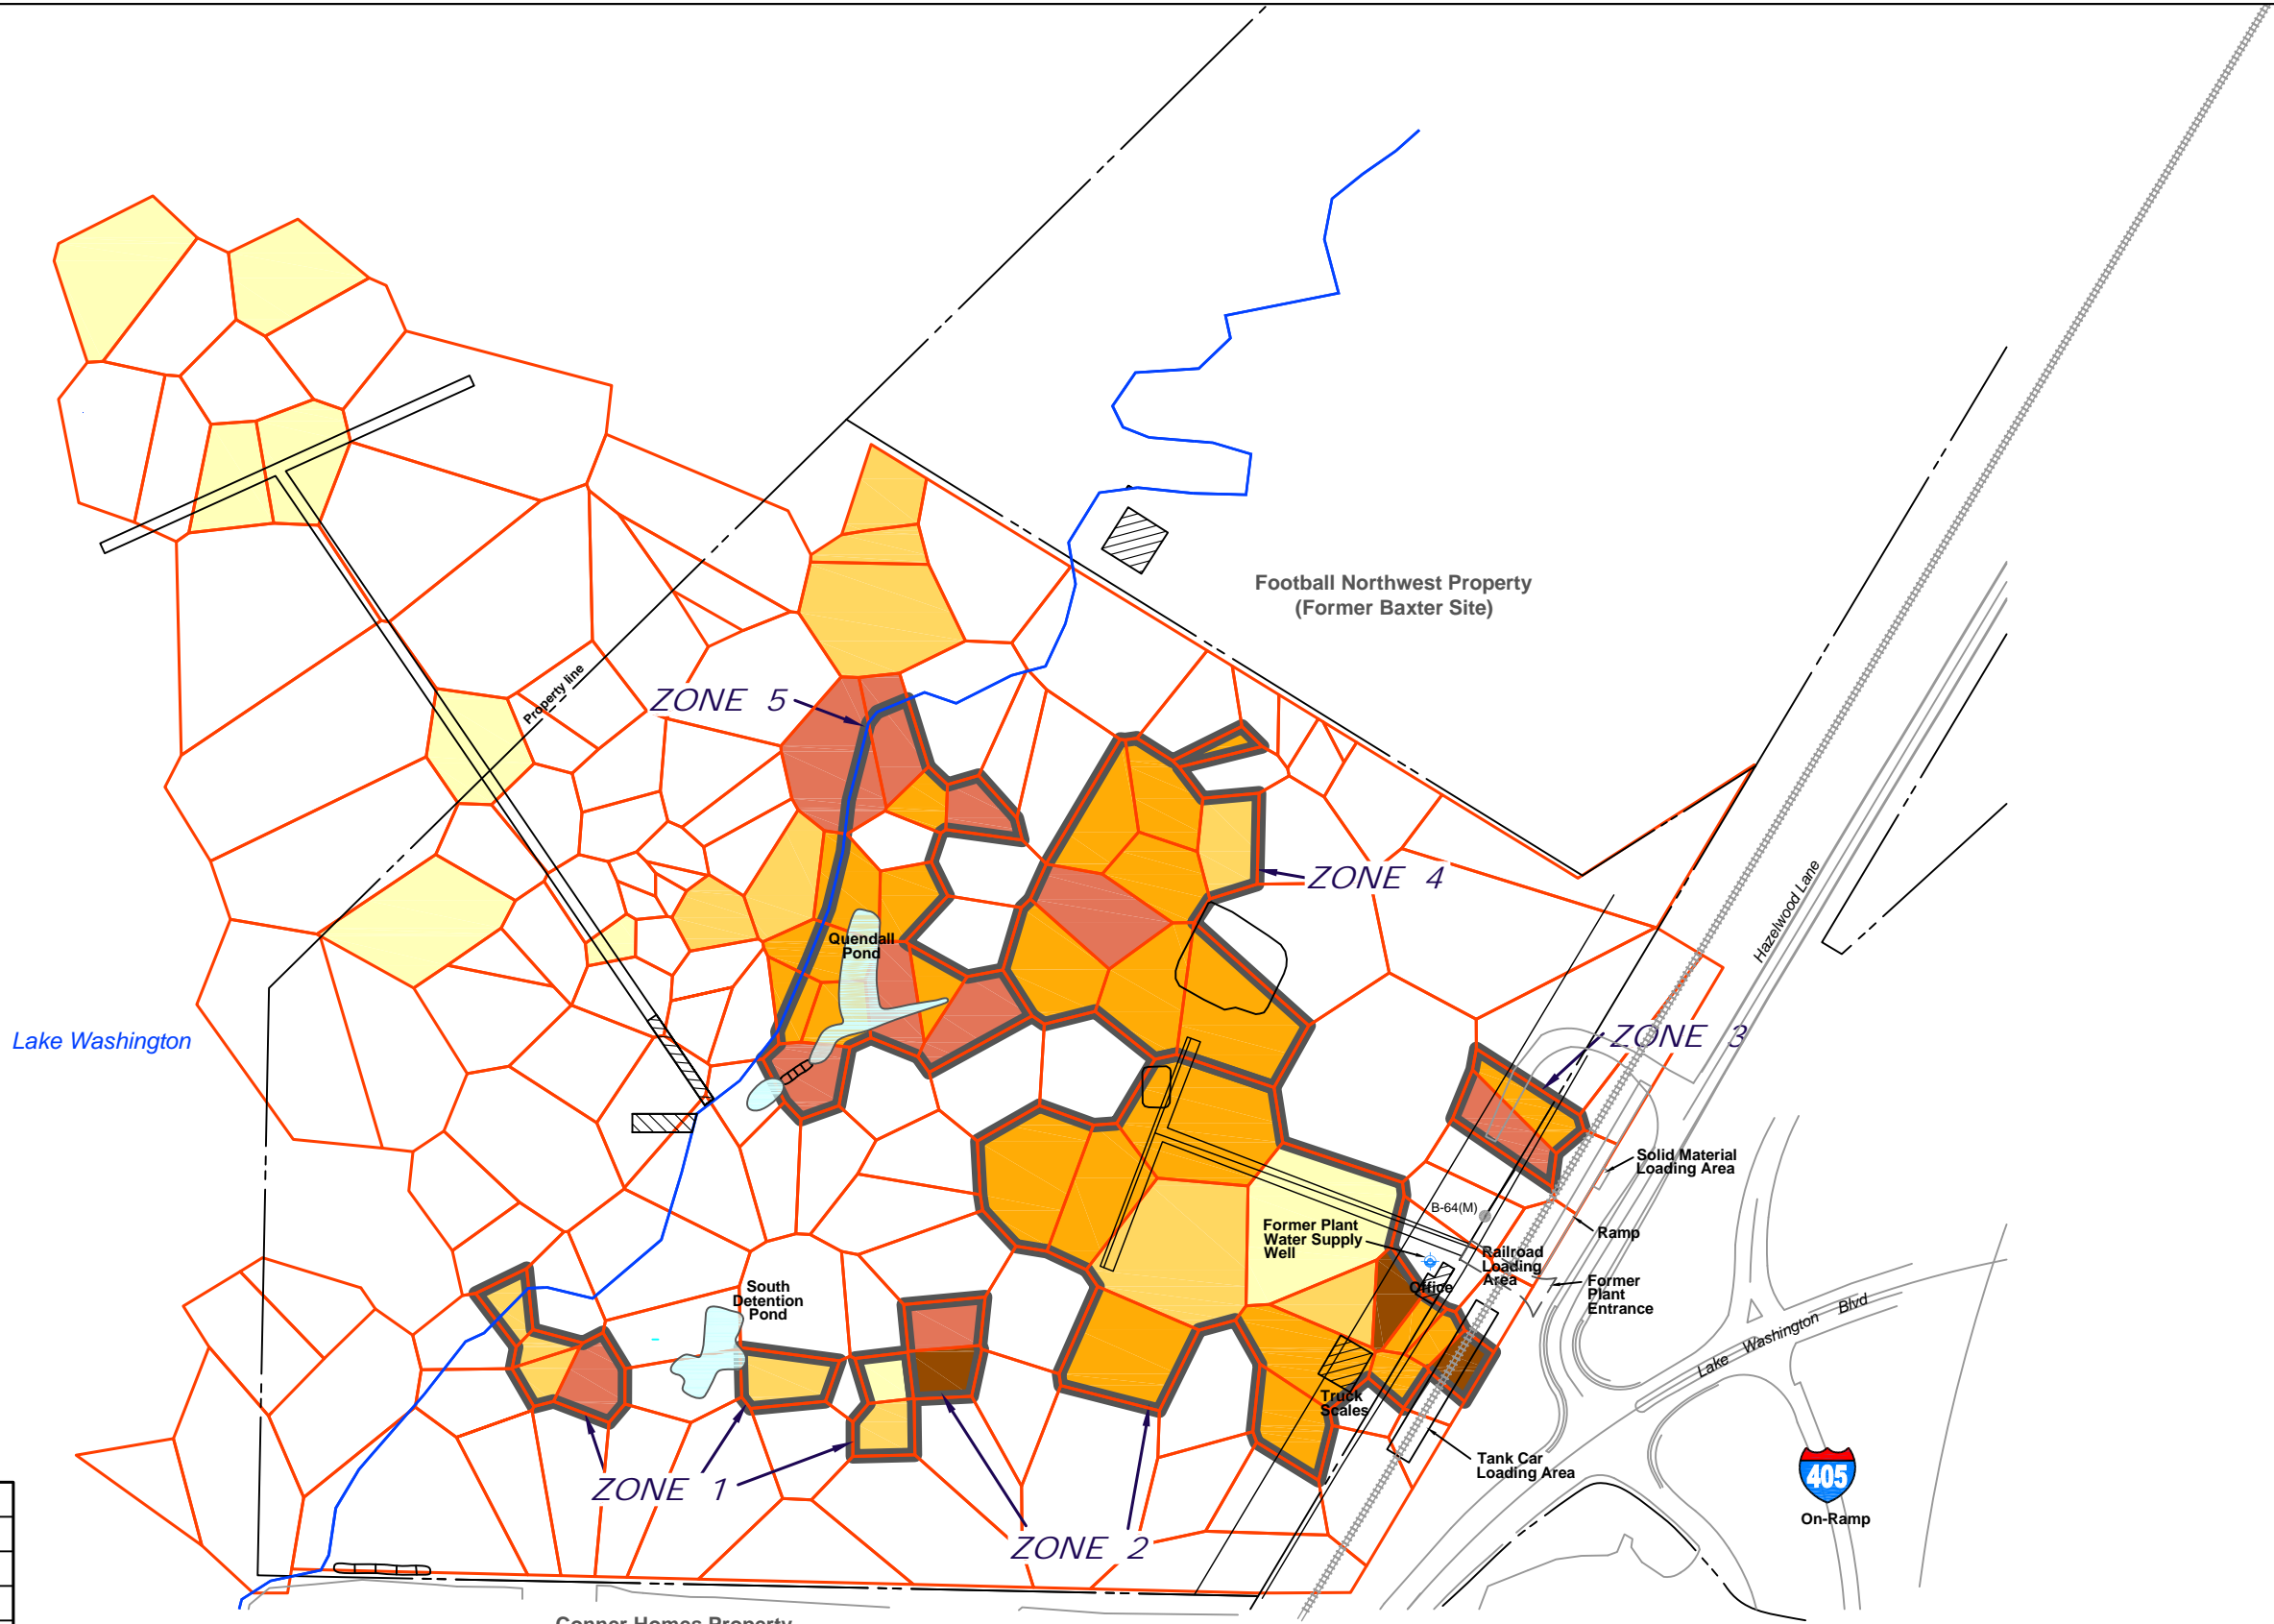 Football Northwest Property
(Former Baxter Site)
Property line
ZONE 5
ZONE 4
Hazelwood Lane
Quendall
Pond
Lake Washington
ZONE 3
Solid Material
Loading Area
B-64(M)
Former Plant
Water Supply
Well
Ramp
Railroad
Loading
Area
Office
Former
Plant
Entrance
South
Detention
Pond
Lake Washington Blvd
Truck
Scales
Tank Car
Loading Area
405
On-Ramp
ZONE 1
ZONE 2
Conner Homes Property